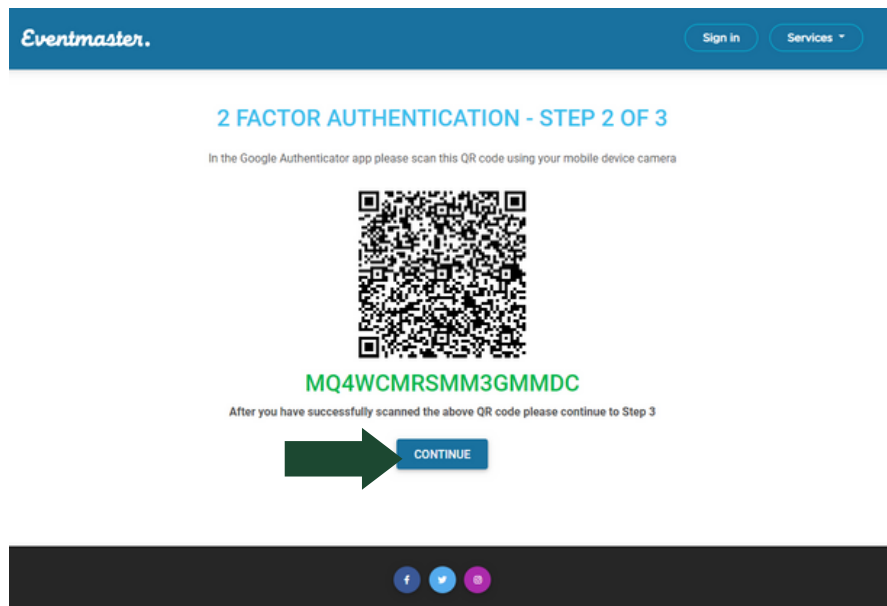 Eventmaster.
Sign in
Services
2 FACTOR AUTHENTICATION - STEP 2 OF 3
In the Google Authenticator app please scan this QR code using your mobile device camera
MQ4WCMRSMM3GMMDC
After you have successfully scanned the above QR code please continue to Step 3
CONTINUE